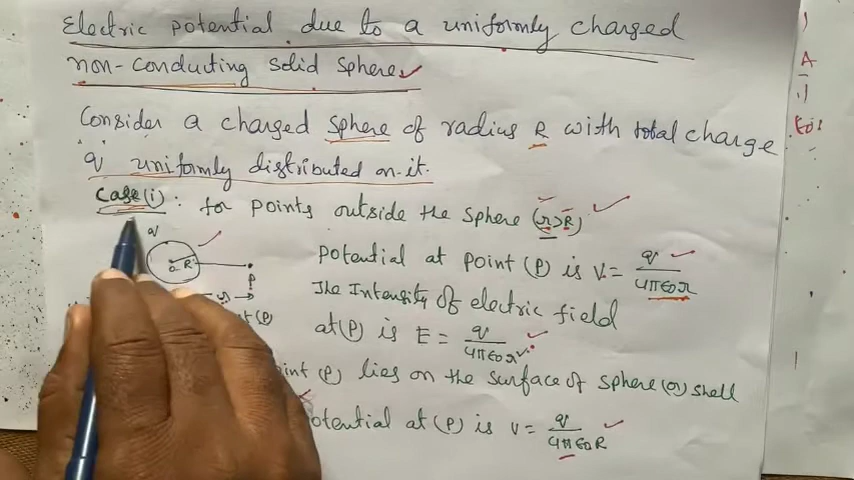 Electric potential due to a uniformly charged
non-conducting solid sphere
Consider a charged sphere of radius R with total charge
q uniformly distributed on it.
Case(i): for points outside the sphere (r>R)
q
o R
P
Potential at point (P) is V = q/4πε0r
The Intensity of electric field
at (P) is E = q/4πε0r²
(P) lies on the surface of sphere (or) shell
Potential at (P) is V = q/4πε0R